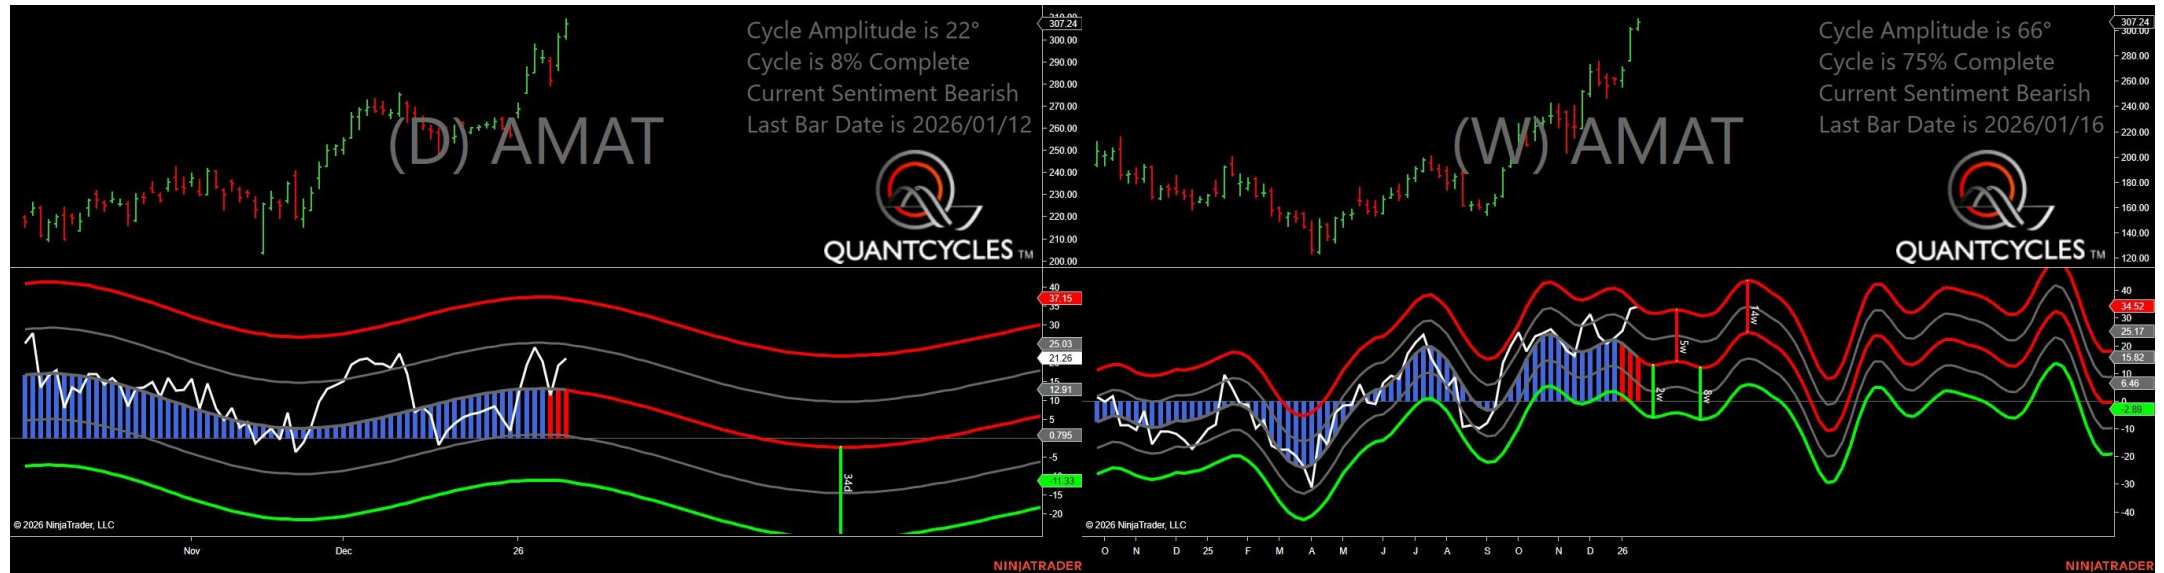 310.00
307.24
300.00
290.00
280.00
270.00
260.00
250.00
240.00
230.00
220.00
210.00
200.00
Cycle Amplitude is 22°
Cycle is 8% Complete
Current Sentiment Bearish
Last Bar Date is 2026/01/12
(D) AMAT
QUANTCYCLES TM
40
37.15
35
30
25.03
21.26
15
12.91
10
5
0.795
-5
-11.33
-15
-20
34d
© 2026 NinjaTrader, LLC
Nov
Dec
26
NINJATRADER
307.24
300.00
280.00
260.00
240.00
220.00
200.00
180.00
160.00
140.00
120.00
Cycle Amplitude is 66°
Cycle is 75% Complete
Current Sentiment Bearish
Last Bar Date is 2026/01/16
(W) AMAT
QUANTCYCLES TM
40
34.52
30
25.17
20
15.82
10
6.46
0
-2.89
-10
-20
-30
-40
2w
5w
8w
14w
© 2026 NinjaTrader, LLC
O N D 25 F M A M J J A S O N D 26
NINJATRADER